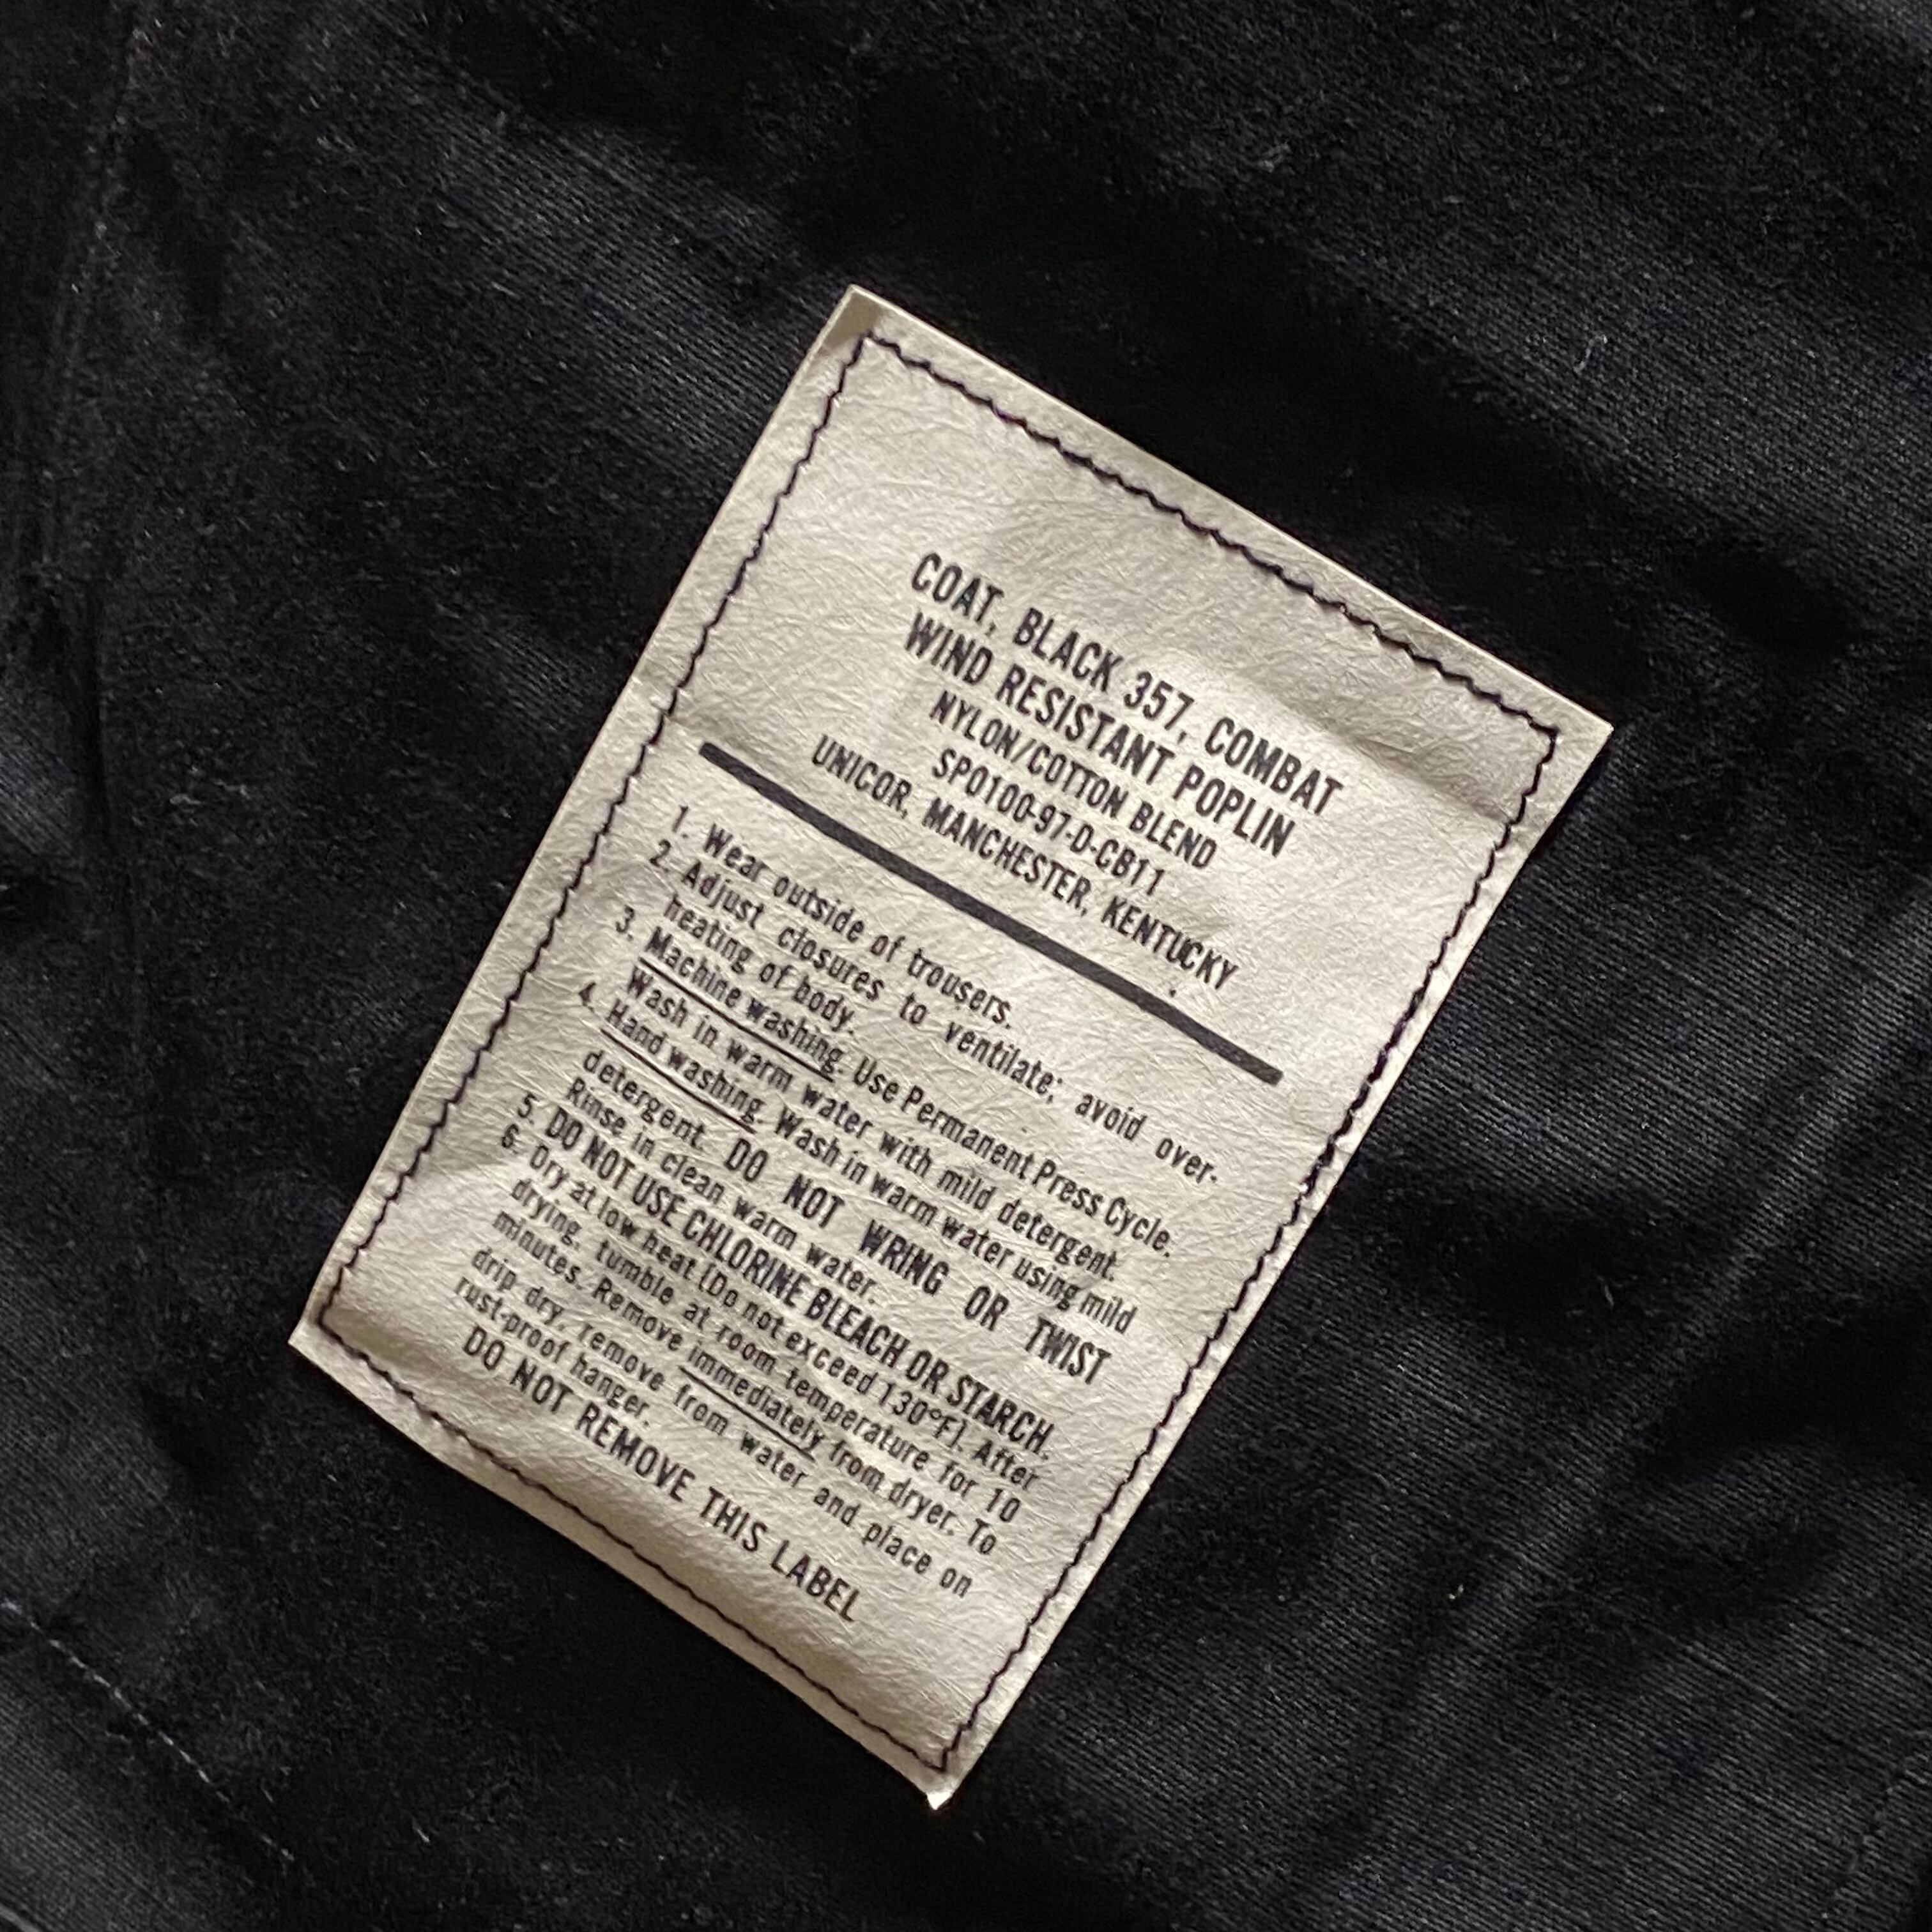 COAT, BLACK 357, COMBAT
WIND RESISTANT POPLIN
NYLON/COTTON BLEND
SPO100-97-D-CB11
UNICOR, MANCHESTER, KENTUCKY
1. Wear outside of trousers.
2. Adjust closures to ventilate; avoid over-
heating of body.
3. Machine washing. Use Permanent Press Cycle.
Wash in warm water with mild detergent.
4. Hand washing. Wash in warm water using mild
detergent. DO NOT WRING OR TWIST
Rinse in clean warm water.
5. DO NOT USE CHLORINE BLEACH OR STARCH.
6. Dry at low heat (Do not exceed 130°F). After
drying, tumble at room temperature for 10
minutes. Remove immediately from dryer. To
drip dry, remove from water and place on
rust-proof hanger.
DO NOT REMOVE THIS LABEL